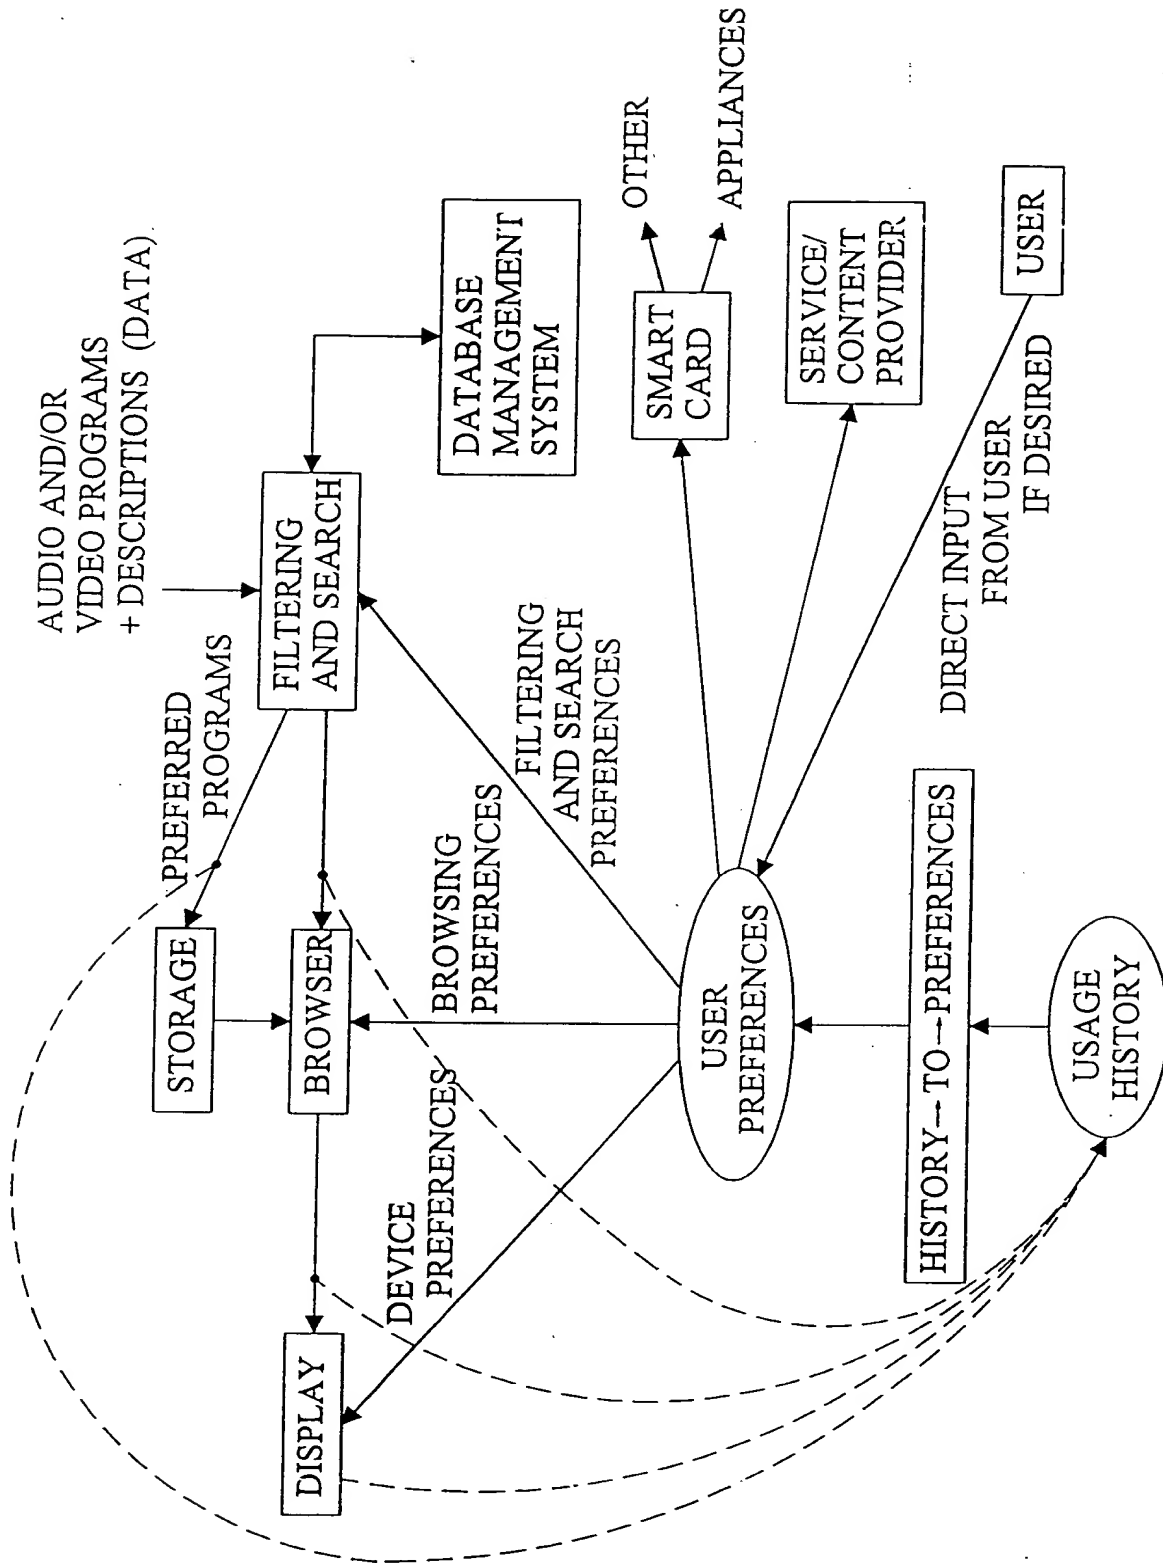 AUDIO AND/OR
VIDEO PROGRAMS
+ DESCRIPTIONS (DATA)
PREFERRED
PROGRAMS
FILTERING
AND SEARCH
DATABASE
MANAGEMENT
SYSTEM
STORAGE
BROWSER
DISPLAY
DEVICE
PREFERENCES
BROWSING
PREFERENCES
FILTERING
AND SEARCH
PREFERENCES
SMART
CARD
OTHER
APPLIANCES
SERVICE/
CONTENT
PROVIDER
USER
PREFERENCES
DIRECT INPUT
FROM USER
IF DESIRED
USER
HISTORY—TO—PREFERENCES
USAGE
HISTORY